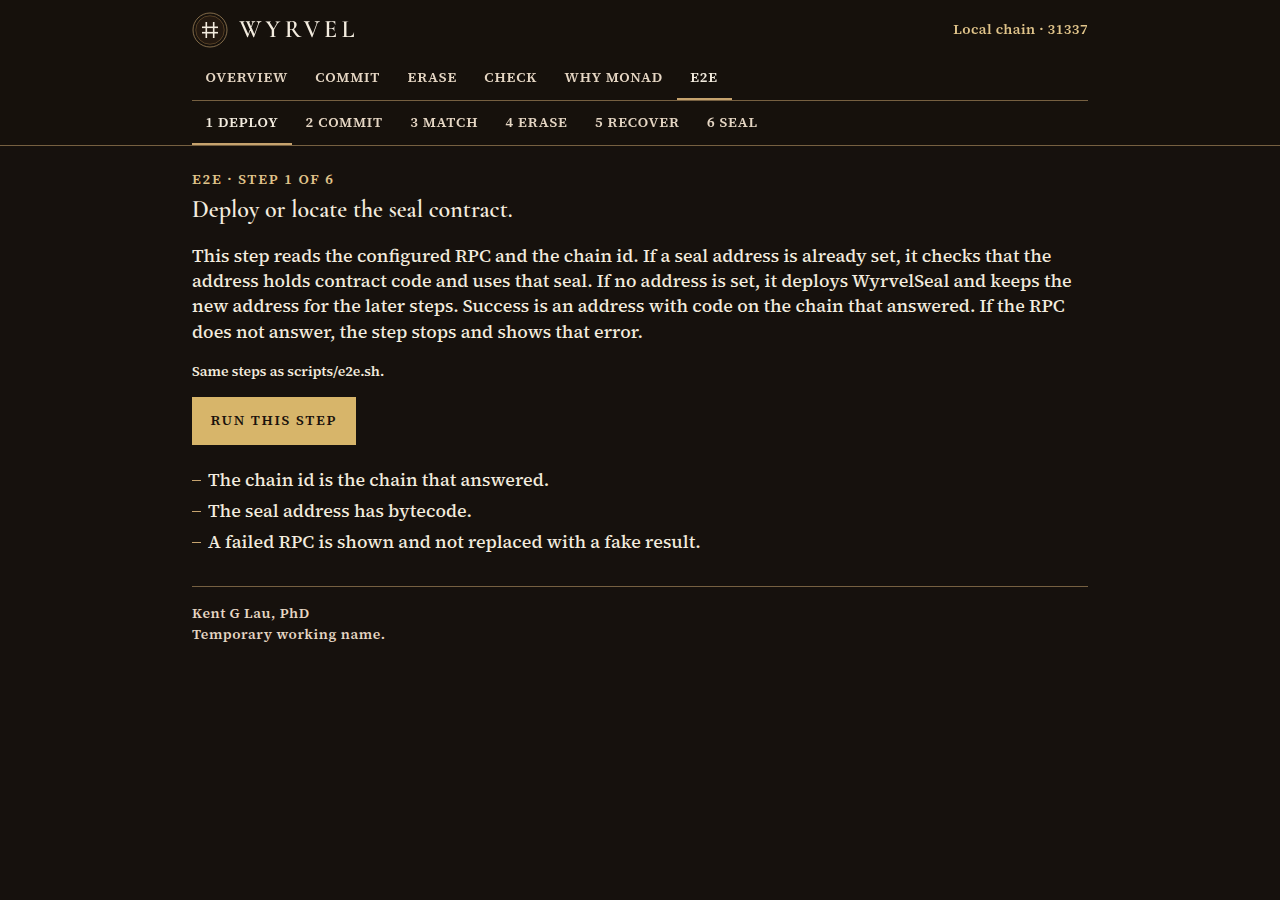 WYRVEL
Local chain · 31337
OVERVIEW COMMIT ERASE CHECK WHY MONAD E2E
1 DEPLOY 2 COMMIT 3 MATCH 4 ERASE 5 RECOVER 6 SEAL
E2E · STEP 1 OF 6
Deploy or locate the seal contract.
This step reads the configured RPC and the chain id. If a seal address is already set, it checks that the
address holds contract code and uses that seal. If no address is set, it deploys WyrvelSeal and keeps the
new address for the later steps. Success is an address with code on the chain that answered. If the RPC
does not answer, the step stops and shows that error.
Same steps as scripts/e2e.sh.
RUN THIS STEP
– The chain id is the chain that answered.
– The seal address has bytecode.
– A failed RPC is shown and not replaced with a fake result.
Kent G Lau, PhD
Temporary working name.